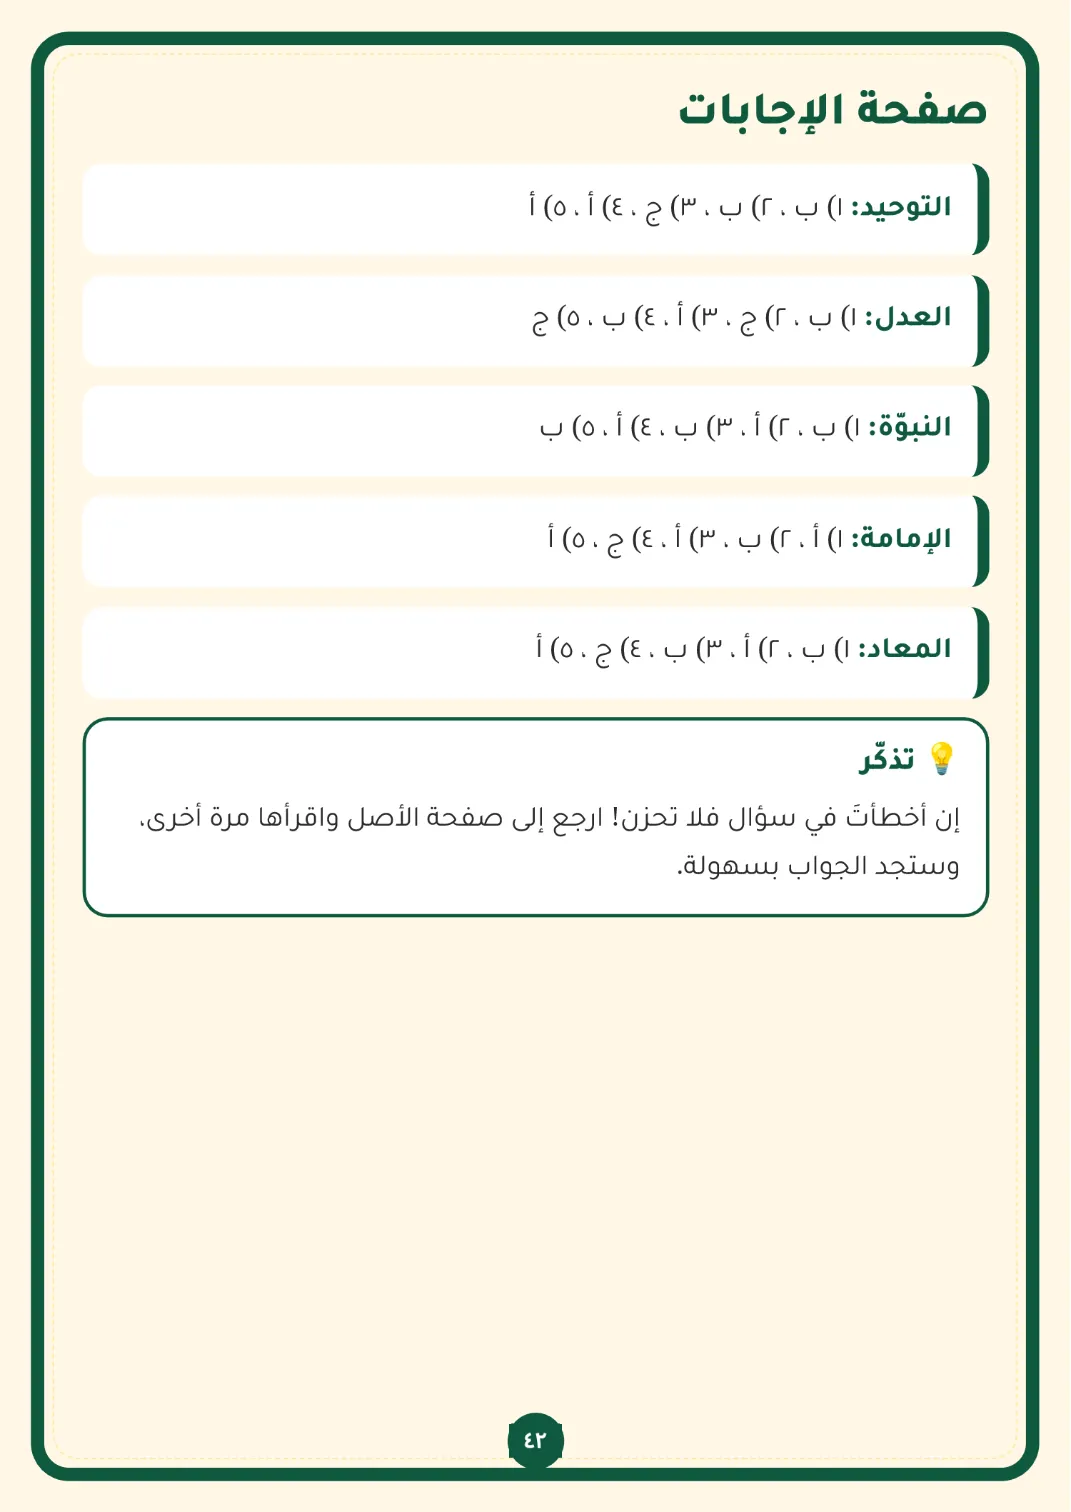 صفحة الإجابات
التوحيد: ١) ب ، ٢) ب ، ٣) ج ، ٤) أ ، ٥) أ
العدل: ١) ب ، ٢) ج ، ٣) أ ، ٤) ب ، ٥) ج
النبوّة: ١) ب ، ٢) أ ، ٣) ب ، ٤) أ ، ٥) ب
الإمامة: ١) أ ، ٢) ب ، ٣) أ ، ٤) ج ، ٥) أ
المعاد: ١) ب ، ٢) أ ، ٣) ب ، ٤) ج ، ٥) أ
💡 تذكّر
إن أخطأتَ في سؤال فلا تحزن! ارجع إلى صفحة الأصل واقرأها مرة أخرى،
وستجد الجواب بسهولة.
٤٢